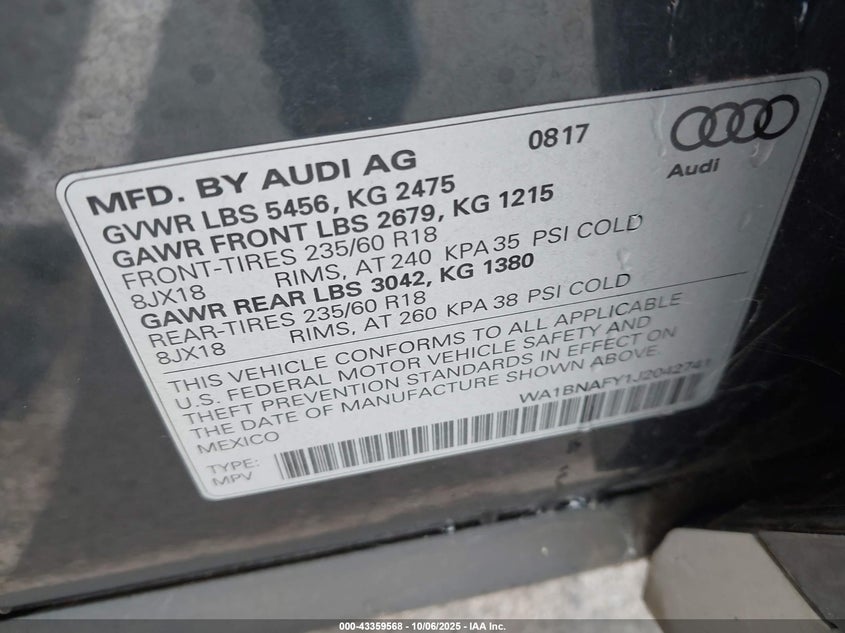 MFD. BY AUDI AG 0817
Audi
GVWR LBS 5456, KG 2475
GAWR FRONT LBS 2679, KG 1215
FRONT-TIRES 235/60 R18
8JX18 RIMS, AT 240 KPA 35 PSI COLD
GAWR REAR LBS 3042, KG 1380
REAR-TIRES 235/60 R18
8JX18 RIMS, AT 260 KPA 38 PSI COLD
THIS VEHICLE CONFORMS TO ALL APPLICABLE
U.S. FEDERAL MOTOR VEHICLE SAFETY AND
THEFT PREVENTION STANDARDS IN EFFECT ON
THE DATE OF MANUFACTURE SHOWN ABOVE.
MEXICO WA1BNAFY1J2042741
TYPE:
MPV
000-43359568 - 10/06/2025 - IAA Inc.